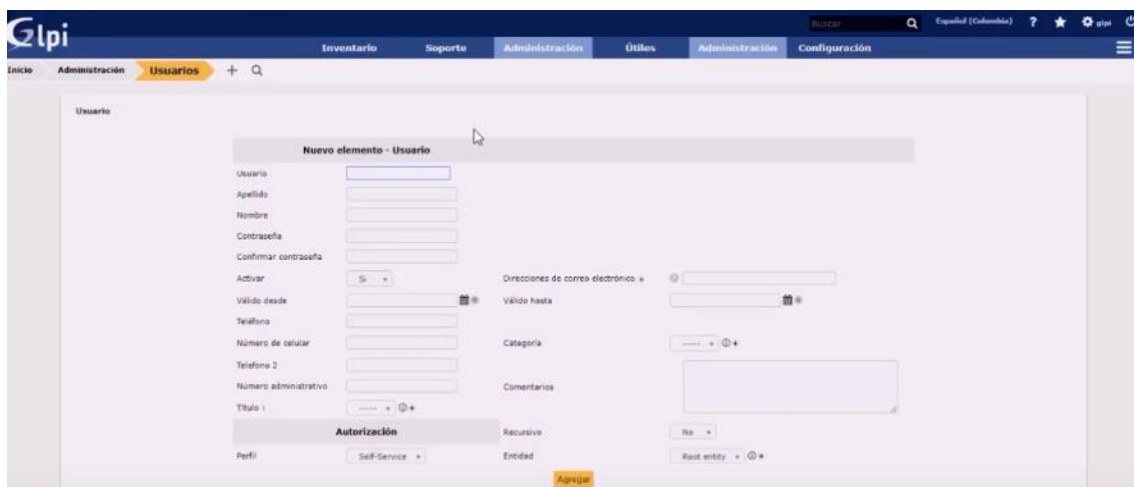 Glpi
Buscar Español (Colombia) ? glpi
Inventario Soporte Administración Útiles Administración Configuración
Inicio Administración Usuarios +
Usuario
Nuevo elemento - Usuario
Usuario
Apellido
Nombre
Contraseña
Confirmar contraseña
Activar Si Direcciones de correo electrónico +
Válido desde Válido hasta
Teléfono
Número de celular Categoría ----- +
Telefono 2
Número administrativo Comentarios
Título : ----- +
Autorización Recursivo No
Perfil Self-Service Entidad Root entity +
Agregar